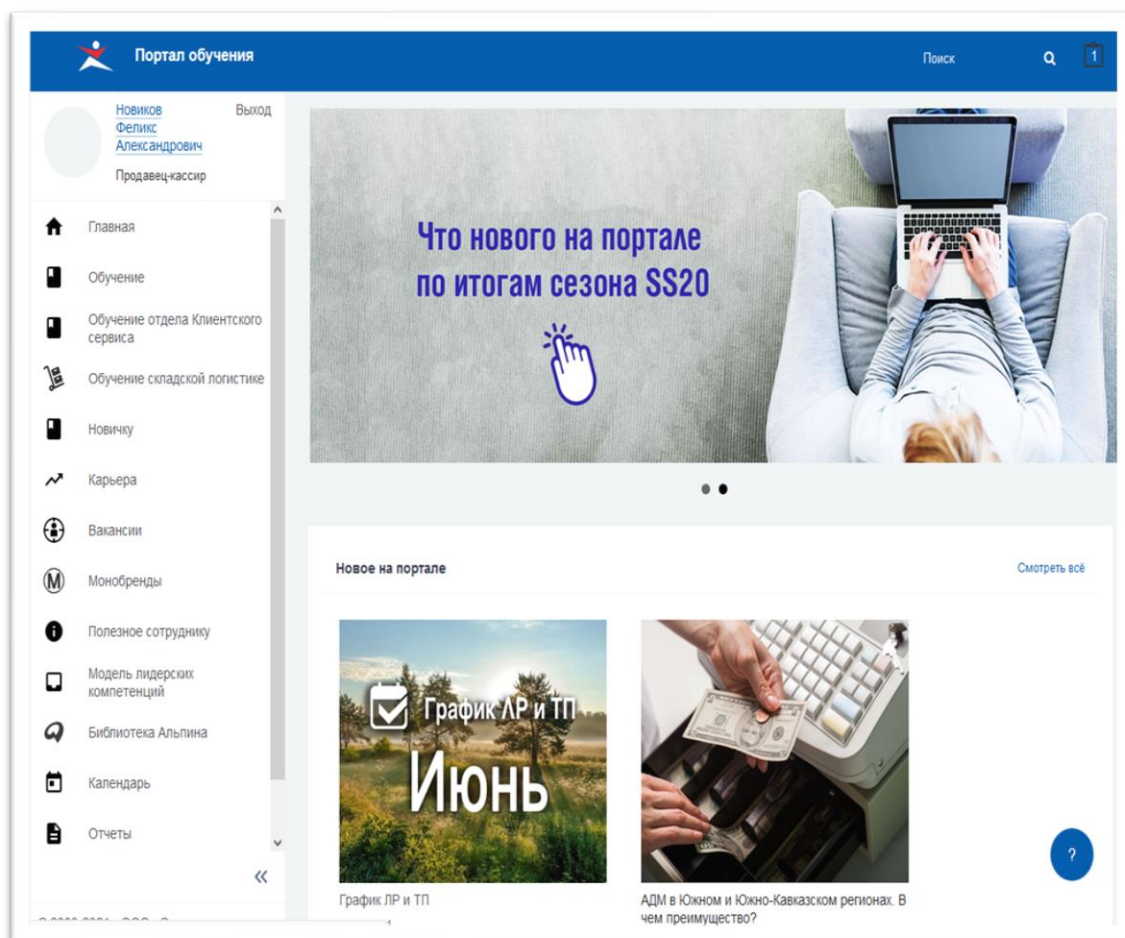 Портал обучения
Поиск
1
Новиков
Феликс
Александрович
Выход
Продавец-кассир
Главная
Обучение
Обучение отдела Клиентского
сервиса
Обучение складской логистике
Новичку
Карьера
Вакансии
М Монобренды
Полезное сотруднику
Модель лидерских
компетенций
Библиотека Альпина
Календарь
Отчеты
«
Что нового на портале
по итогам сезона SS20
Новое на портале
Смотреть всё
График ЛР и ТП
Июнь
График ЛР и ТП
АДМ в Южном и Южно-Кавказском регионах. В
чем преимущество?
?